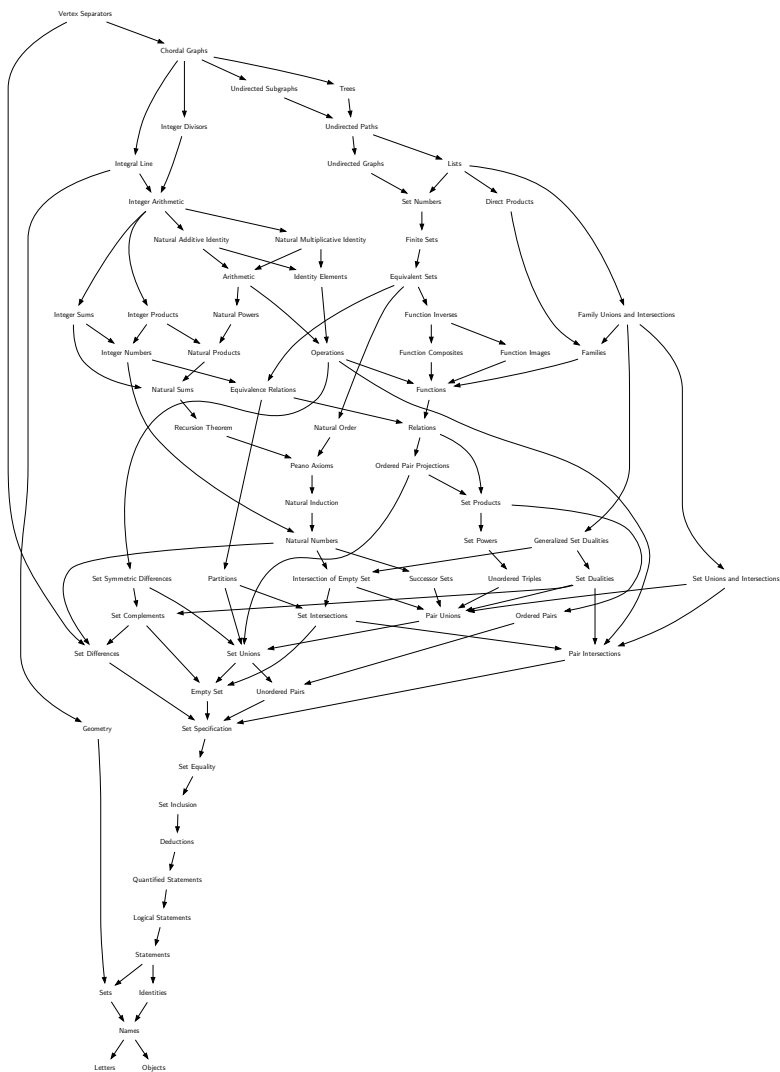 Vertex Separators
Chordal Graphs
Undirected Subgraphs
Trees
Integer Divisors
Undirected Paths
Integral Line
Undirected Graphs
Lists
Integer Arithmetic
Set Numbers
Direct Products
Natural Additive Identity
Natural Multiplicative Identity
Finite Sets
Arithmetic
Identity Elements
Equivalent Sets
Integer Sums
Integer Products
Natural Powers
Function Inverses
Family Unions and Intersections
Integer Numbers
Natural Products
Operations
Function Composites
Function Images
Families
Natural Sums
Equivalence Relations
Functions
Recursion Theorem
Natural Order
Relations
Peano Axioms
Ordered Pair Projections
Natural Induction
Set Products
Natural Numbers
Set Powers
Generalized Set Dualities
Set Symmetric Differences
Partitions
Intersection of Empty Set
Successor Sets
Unordered Triples
Set Dualities
Set Unions and Intersections
Set Complements
Set Intersections
Pair Unions
Ordered Pairs
Set Differences
Set Unions
Pair Intersections
Empty Set
Unordered Pairs
Geometry
Set Specification
Set Equality
Set Inclusion
Deductions
Quantified Statements
Logical Statements
Statements
Sets
Identities
Names
Letters
Objects